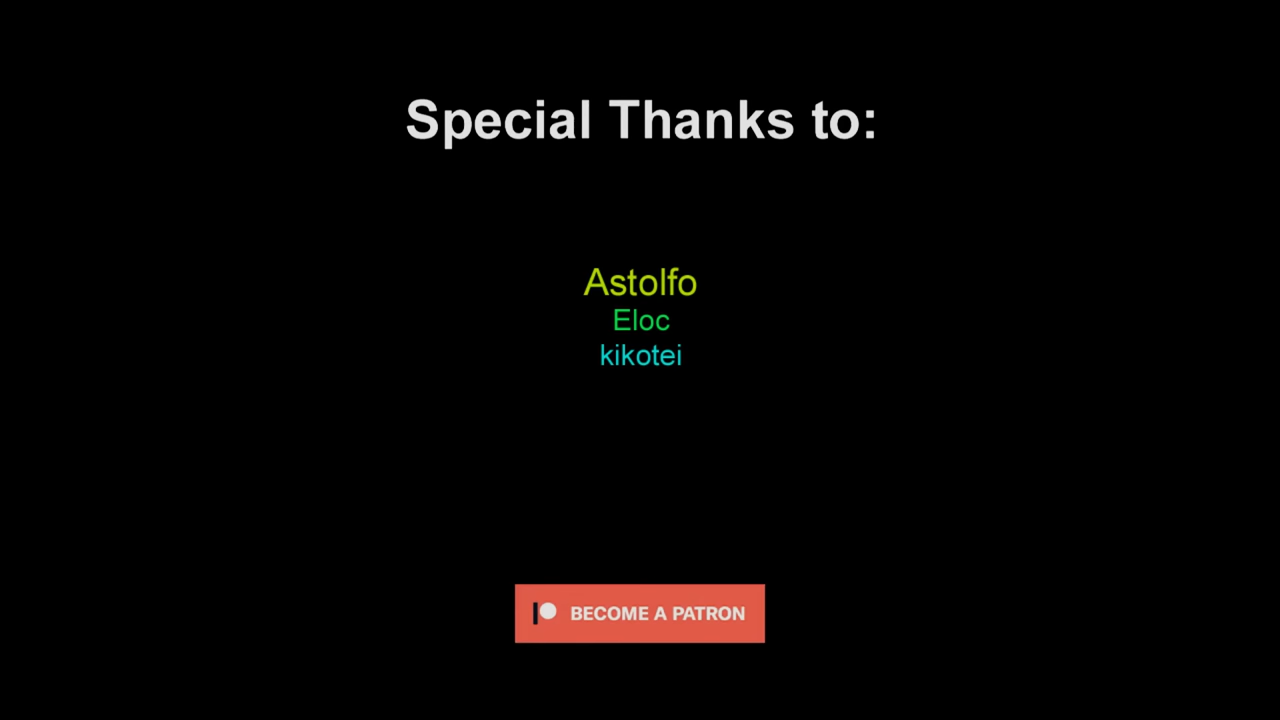 Special Thanks to:
Astolfo
Eloc
kikotei
BECOME A PATRON